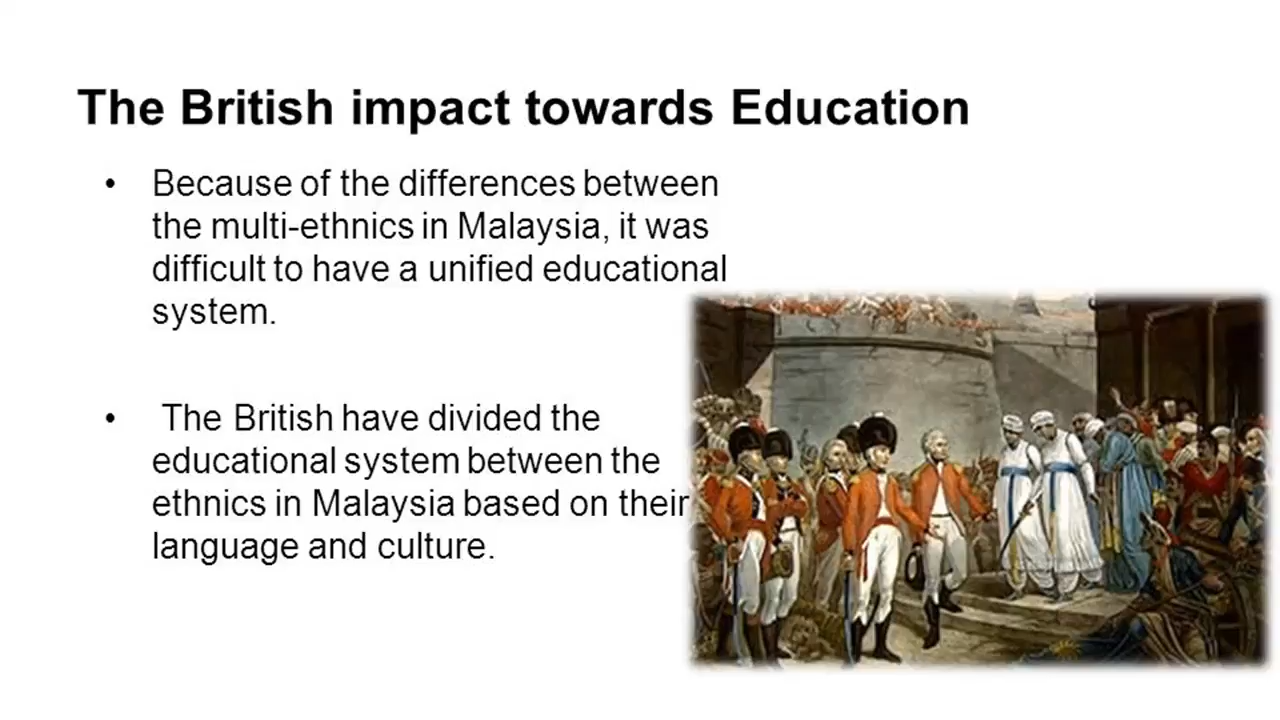 The British impact towards Education
• Because of the differences between
the multi-ethnics in Malaysia, it was
difficult to have a unified educational
system.
• The British have divided the
educational system between the
ethnics in Malaysia based on their
language and culture.